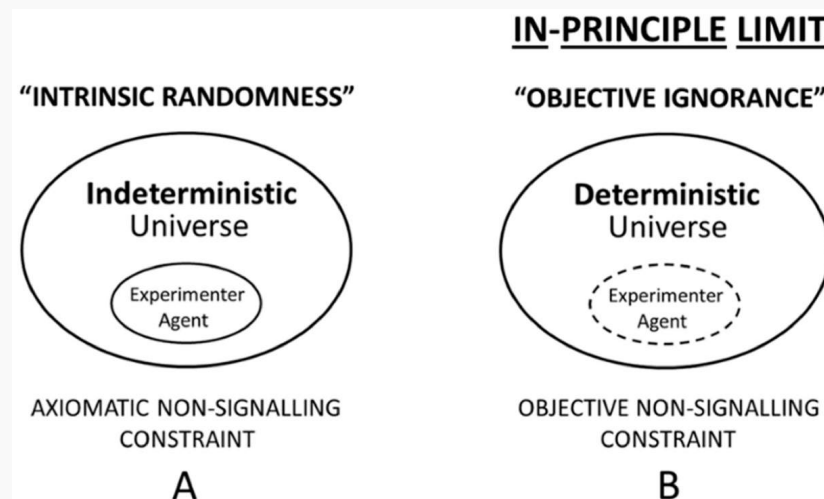 IN-PRINCIPLE LIMIT
“INTRINSIC RANDOMNESS”
“OBJECTIVE IGNORANCE”
Indeterministic
Universe
Experimenter
Agent
Deterministic
Universe
Experimenter
Agent
AXIOMATIC NON-SIGNALLING
CONSTRAINT
OBJECTIVE NON-SIGNALLING
CONSTRAINT
A
B